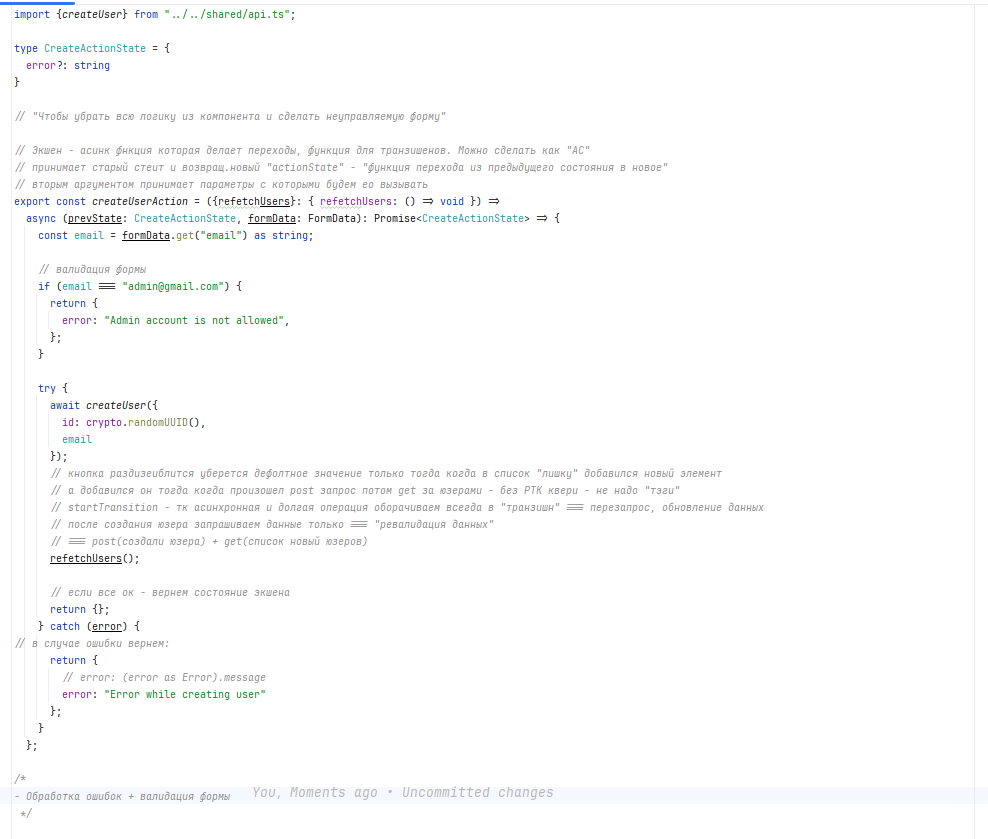 import {createUser} from "../../shared/api.ts";
type CreateActionState = {
error?: string
}
// "Чтобы убрать всю логику из компонента и сделать неуправляемую форму"
// Экшен - асинк фнкция которая делает переходы, функция для транзишенов. Можно сделать как "АС"
// принимает старый стеит и возвращ.новый "actionState" - "функция перехода из предыдущего состояния в новое"
// вторым аргументом принимает параметры с которыми будем ео вызывать
export const createUserAction = ({refetchUsers}: { refetchUsers: () => void }) =>
async (prevState: CreateActionState, formData: FormData): Promise<CreateActionState> => {
const email = formData.get("email") as string;
// валидация формы
if (email === "admin@gmail.com") {
return {
error: "Admin account is not allowed",
};
}
try {
await createUser({
id: crypto.randomUUID(),
email
});
// кнопка раздизеиблится уберется дефолтное значение только тогда когда в список "лишку" добавился новый элемент
// а добавился он тогда когда произошел post запрос потом get за юзерами - без РТК квери - не надо "тэги"
// startTransition - тк асинхронная и долгая операция оборачиваем всегда в "транзишн" === перезапрос, обновление данных
// после создания юзера запрашиваем данные только === "ревалидация данных"
// === post(создали юзера) + get(список новый юзеров)
refetchUsers();
// если все ок - вернем состояние экшена
return {};
} catch (error) {
// в случае ошибки вернем:
return {
// error: (error as Error).message
error: "Error while creating user"
};
}
};
/*
- Обработка ошибок + валидация формы You, Moments ago • Uncommitted changes
*/